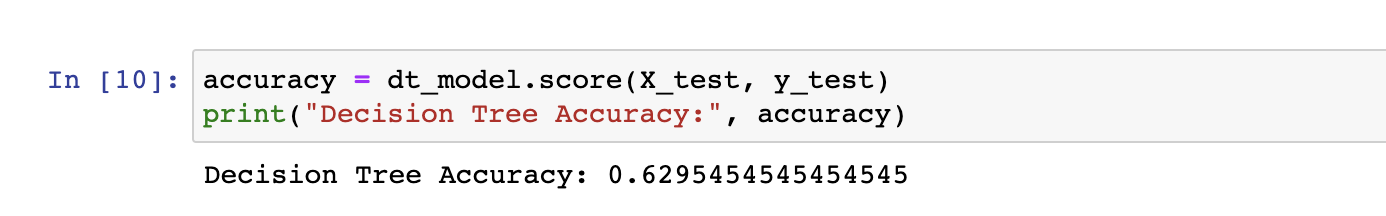 In [10]: accuracy = dt_model.score(X_test, y_test)
print("Decision Tree Accuracy:", accuracy)
Decision Tree Accuracy: 0.6295454545454545